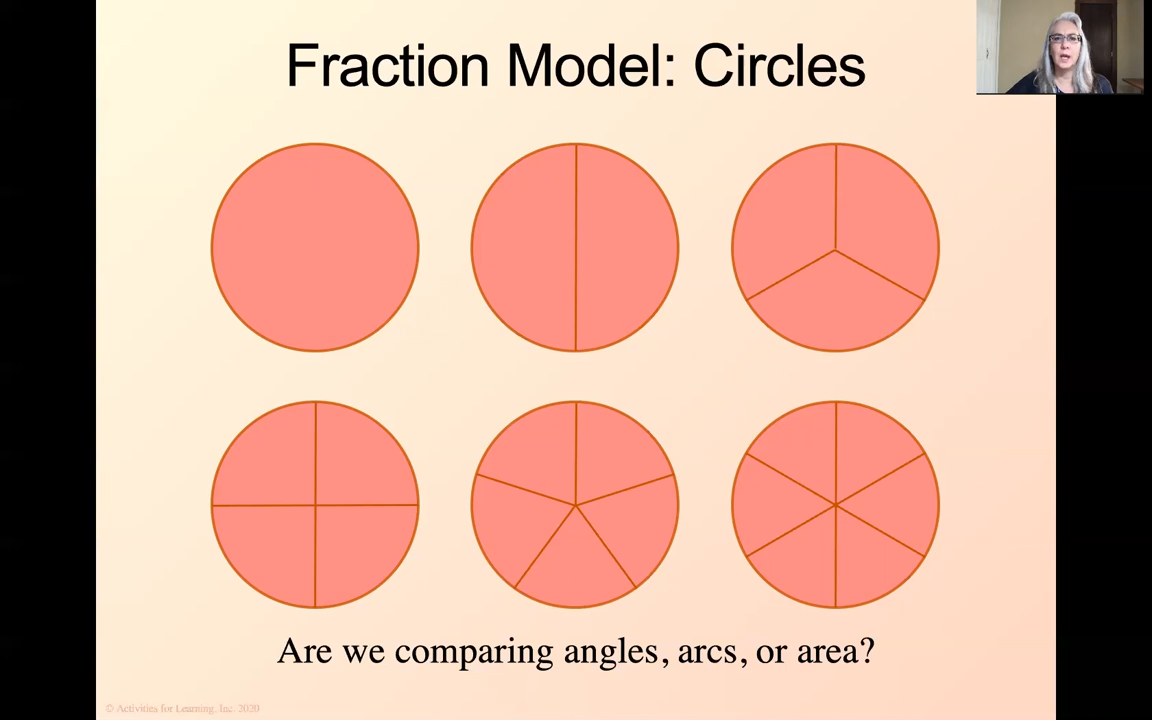 Fraction Model: Circles
Are we comparing angles, arcs, or area?
© Activities for Learning, Inc. 2020